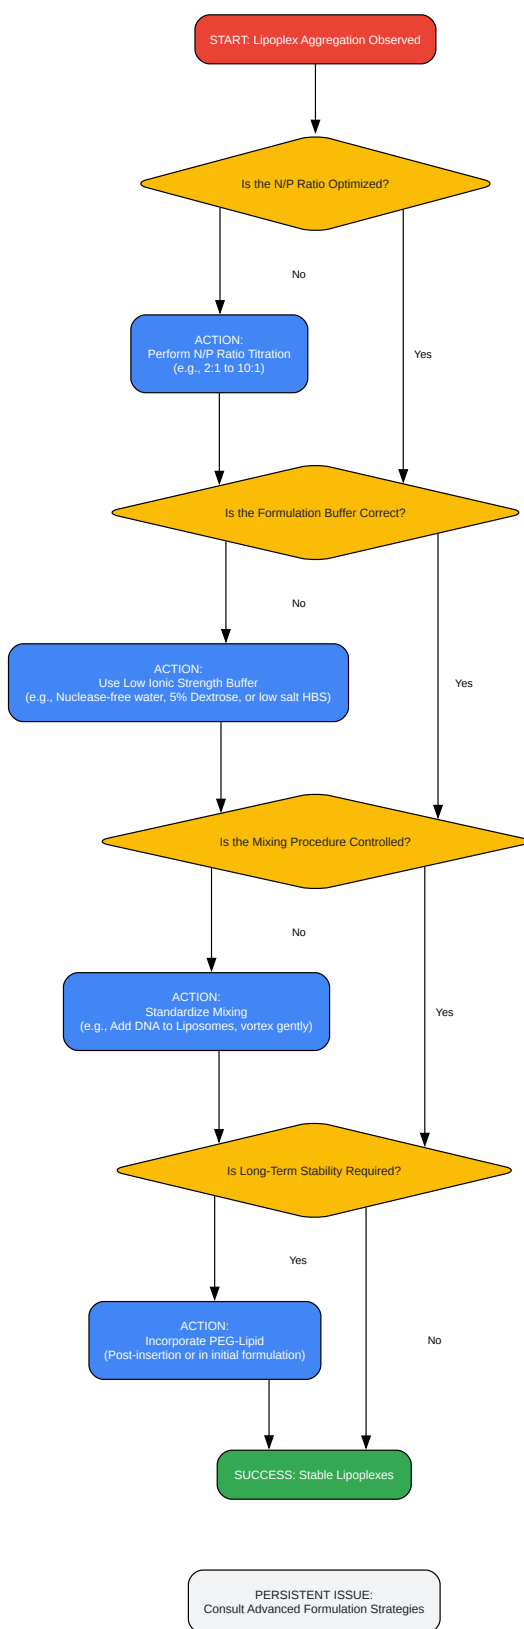 START: Lipoplex Aggregation Observed
Is the N/P Ratio Optimized?
No
ACTION:
Perform N/P Ratio Titration
(e.g., 2:1 to 10:1)
Yes
Is the Formulation Buffer Correct?
No
ACTION:
Use Low Ionic Strength Buffer
(e.g., Nuclease-free water, 5% Dextrose, or low salt HBS)
Yes
Is the Mixing Procedure Controlled?
No
ACTION:
Standardize Mixing
(e.g., Add DNA to Liposomes, vortex gently)
Yes
Is Long-Term Stability Required?
Yes
ACTION:
Incorporate PEG-Lipid
(Post-insertion or in initial formulation)
No
SUCCESS: Stable Lipoplexes
PERSISTENT ISSUE:
Consult Advanced Formulation Strategies